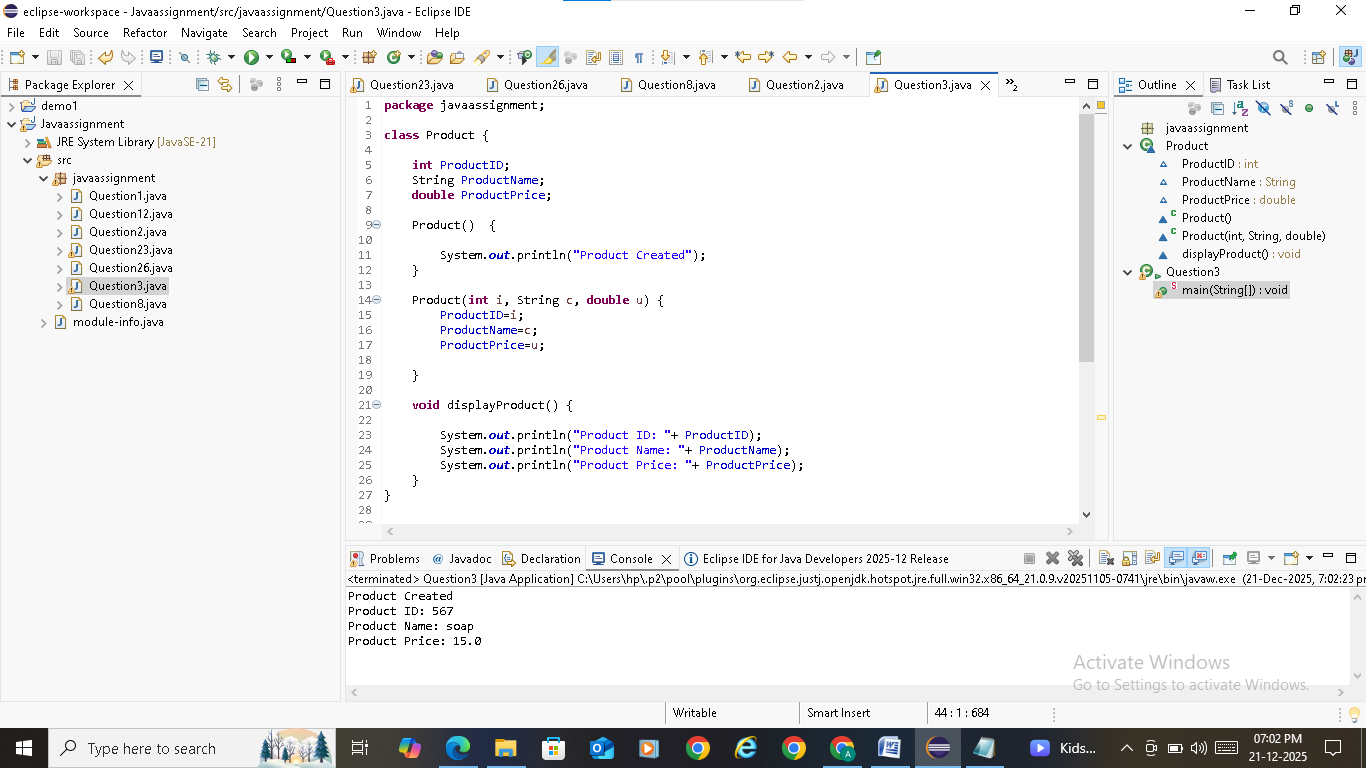 eclipse-workspace - Javaassignment/src/javaassignment/Question3.java - Eclipse IDE
File Edit Source Refactor Navigate Search Project Run Window Help
Package Explorer
demo1
Javaassignment
JRE System Library [JavaSE-21]
src
javaassignment
Question1.java
Question12.java
Question2.java
Question23.java
Question26.java
Question3.java
Question8.java
module-info.java
Question23.java Question26.java Question8.java Question2.java Question3.java »2
1 package javaassignment;
2
3 class Product {
4
5 int ProductID;
6 String ProductName;
7 double ProductPrice;
8
9 Product()  {
10
11 System.out.println("Product Created");
12 }
13
14 Product(int i, String c, double u) {
15 ProductID=i;
16 ProductName=c;
17 ProductPrice=u;
18
19 }
20
21 void displayProduct() {
22
23 System.out.println("Product ID: "+ ProductID);
24 System.out.println("Product Name: "+ ProductName);
25 System.out.println("Product Price: "+ ProductPrice);
26 }
27 }
28
Outline Task List
javaassignment
Product
ProductID : int
ProductName : String
ProductPrice : double
Product()
Product(int, String, double)
displayProduct() : void
Question3
main(String[]) : void
Problems @ Javadoc Declaration Console Eclipse IDE for Java Developers 2025-12 Release
<terminated> Question3 [Java Application] C:\Users\hp\.p2\pool\plugins\org.eclipse.justj.openjdk.hotspot.jre.full.win32.x86_64_21.0.9.v20251105-0741\jre\bin\javaw.exe (21-Dec-2025, 7:02:23 pr
Product Created
Product ID: 567
Product Name: soap
Product Price: 15.0
Activate Windows
Go to Settings to activate Windows.
Writable Smart Insert 44 : 1 : 684
Type here to search
Kids...
07:02 PM
21-12-2025